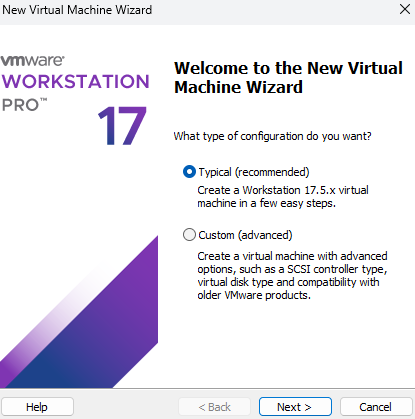 New Virtual Machine Wizard
vmware®
WORKSTATION
PRO™
17
Welcome to the New Virtual
Machine Wizard
What type of configuration do you want?
Typical (recommended)
Create a Workstation 17.5.x virtual
machine in a few easy steps.
Custom (advanced)
Create a virtual machine with advanced
options, such as a SCSI controller type,
virtual disk type and compatibility with
older VMware products.
Help
< Back
Next >
Cancel